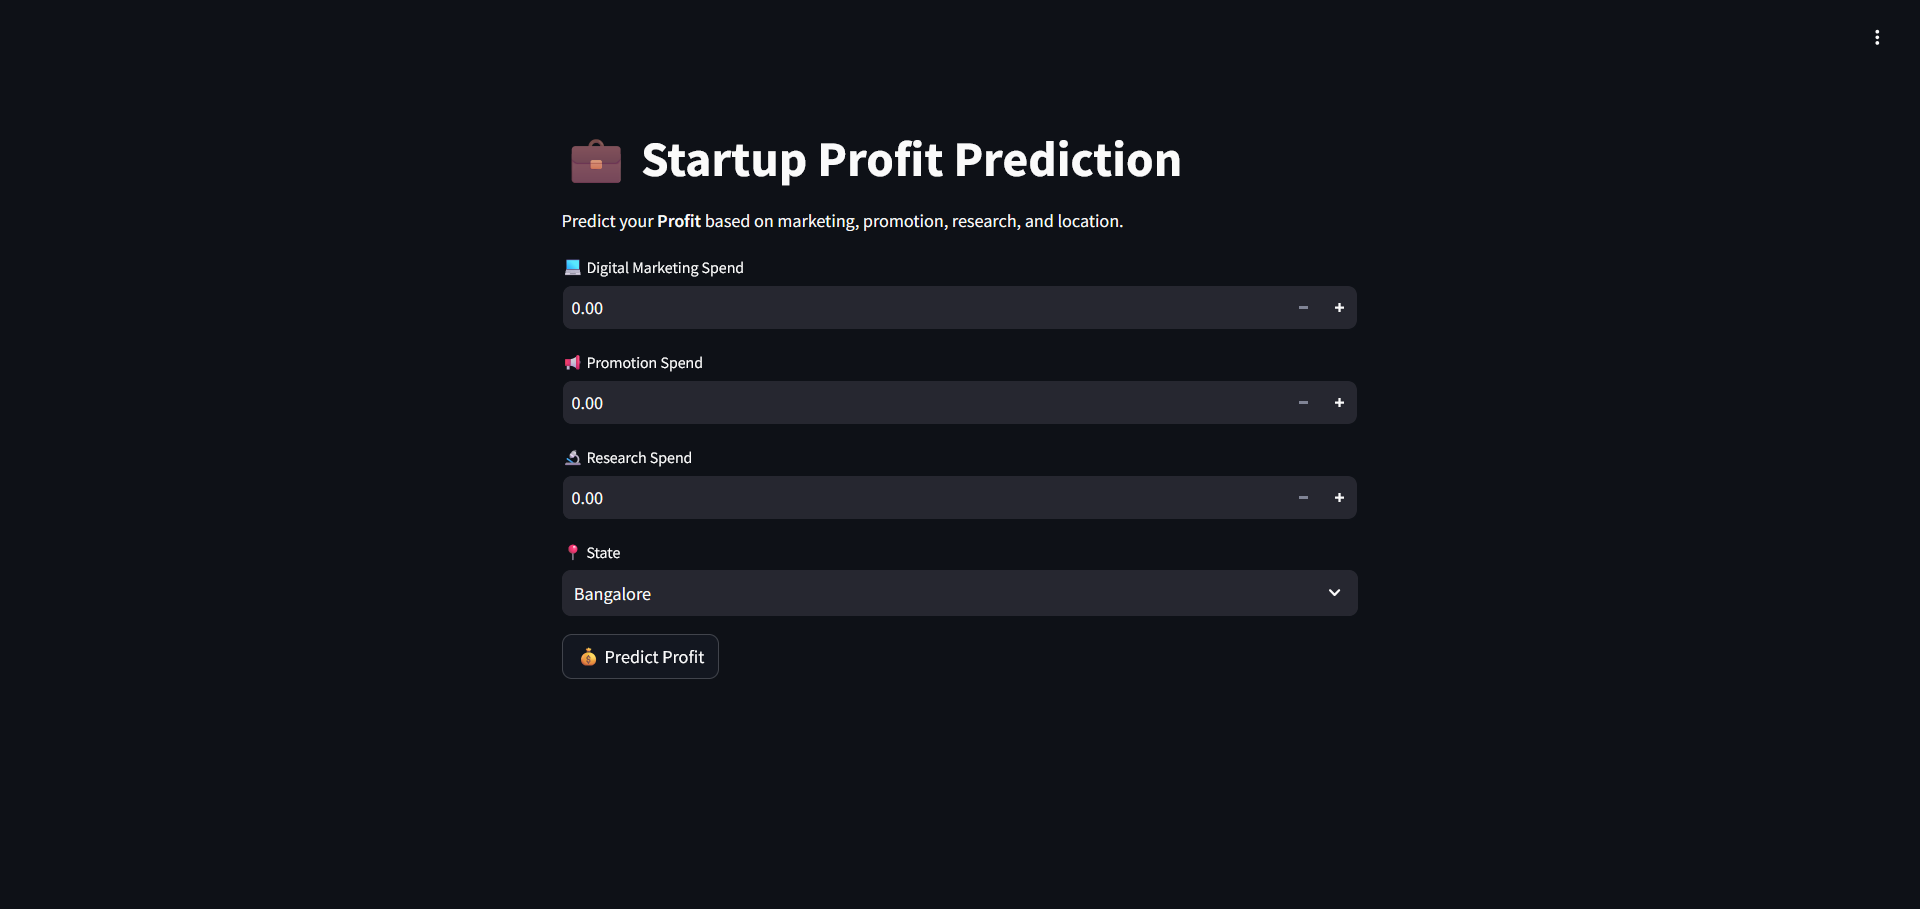 Startup Profit Prediction
Predict your Profit based on marketing, promotion, research, and location.
Digital Marketing Spend
0.00
Promotion Spend
0.00
Research Spend
0.00
State
Bangalore
Predict Profit